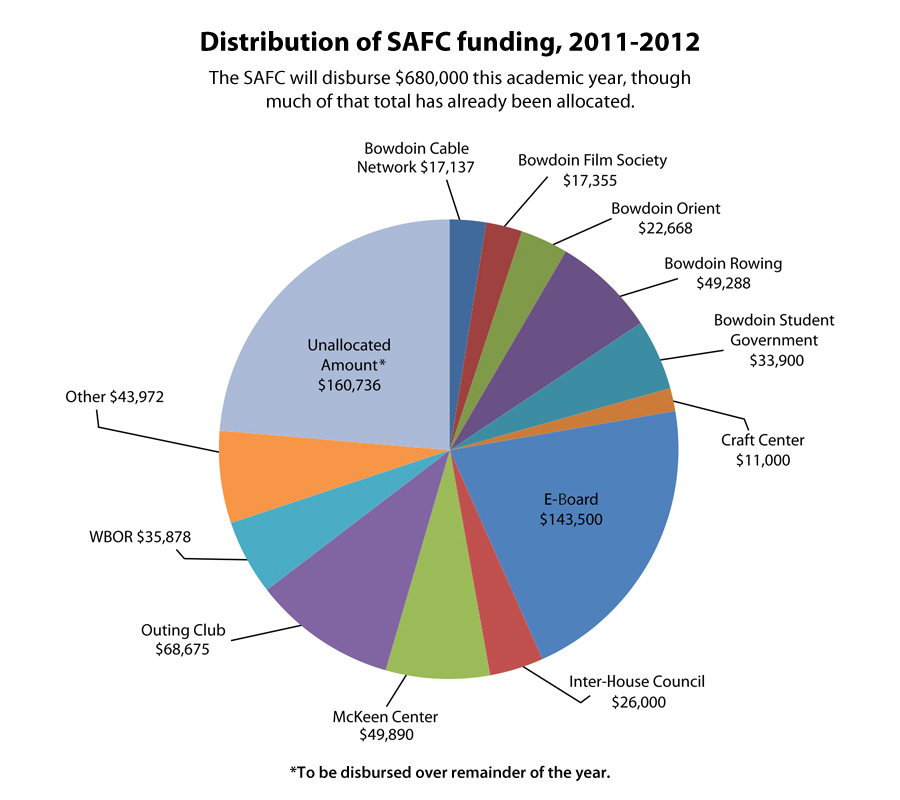 Distribution of SAFC funding, 2011-2012
The SAFC will disburse $680,000 this academic year, though
much of that total has already been allocated.
Bowdoin Cable
Network $17,137
Bowdoin Film Society
$17,355
Bowdoin Orient
$22,668
Bowdoin Rowing
$49,288
Bowdoin Student
Government
$33,900
Craft Center
$11,000
E-Board
$143,500
Inter-House Council
$26,000
McKeen Center
$49,890
Outing Club
$68,675
WBOR $35,878
Other $43,972
Unallocated
Amount*
$160,736
*To be disbursed over remainder of the year.